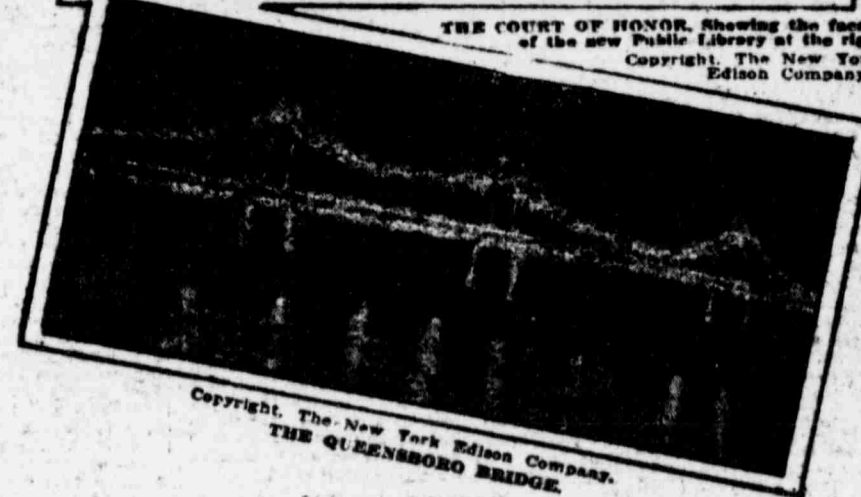 THE COURT OF HONOR, Showing the
of the new Public Library at the
Copyright, The New
Edison Company
Copyright, The New York Edison Company.
THE QUEENSBORO BRIDGE.